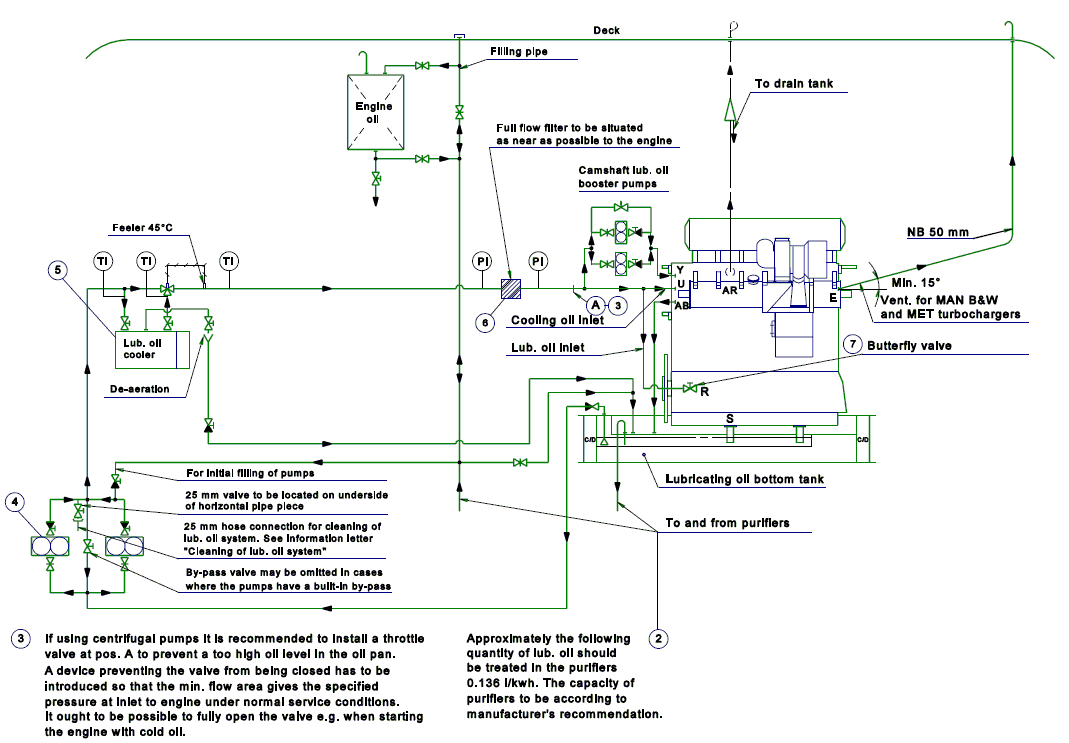 Deck
Filling pipe
Engine
oil
To drain tank
Full flow filter to be situated
as near as possible to the engine
Camshaft lub. oil
booster pumps
Feeler 45°C
NB 50 mm
TI
TI
TI
PI
PI
5
6
A
3
Y
U
AB
AR
E
Min. 15°
Vent. for MAN B&W
and MET turbochargers
Cooling oil inlet
Lub. oil
cooler
Lub. oil inlet
7
Butterfly valve
De-aeration
R
S
C/D
C/D
For initial filling of pumps
Lubricating oil bottom tank
25 mm valve to be located on underside
of horizontal pipe piece
4
25 mm hose connection for cleaning of
lub. oil system. See information letter
"Cleaning of lub. oil system"
To and from purifiers
By-pass valve may be omitted in cases
where the pumps have a built-in by-pass
3
If using centrifugal pumps it is recommended to install a throttle
valve at pos. A to prevent a too high oil level in the oil pan.
A device preventing the valve from being closed has to be
introduced so that the min. flow area gives the specified
pressure at inlet to engine under normal service conditions.
It ought to be possible to fully open the valve e.g. when starting
the engine with cold oil.
Approximately the following
quantity of lub. oil should
be treated in the purifiers
0.136 l/kwh. The capacity of
purifiers to be according to
manufacturer's recommendation.
2